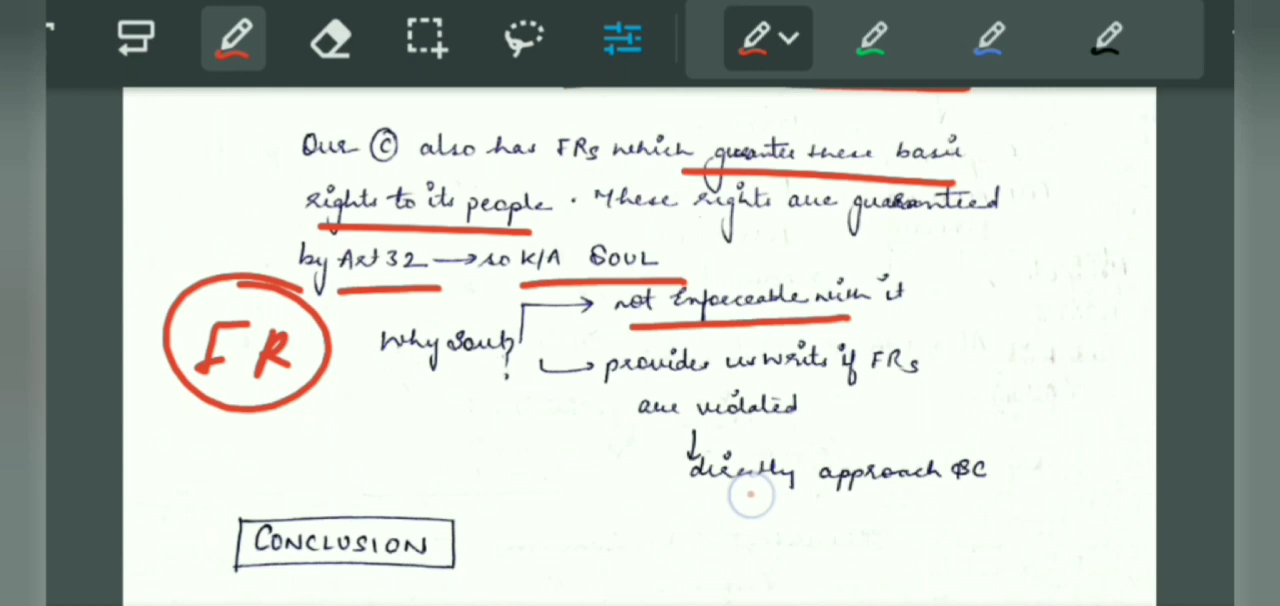 Our © also has FRs which guarantee these basic
rights to its people. These rights are guaranteed
by Art 32 → so K/A SOUL
→ not Enforceable with it
FR
Why Soul?
→ provides us writs if FRs
are violated
↓
directly approach SC
CONCLUSION